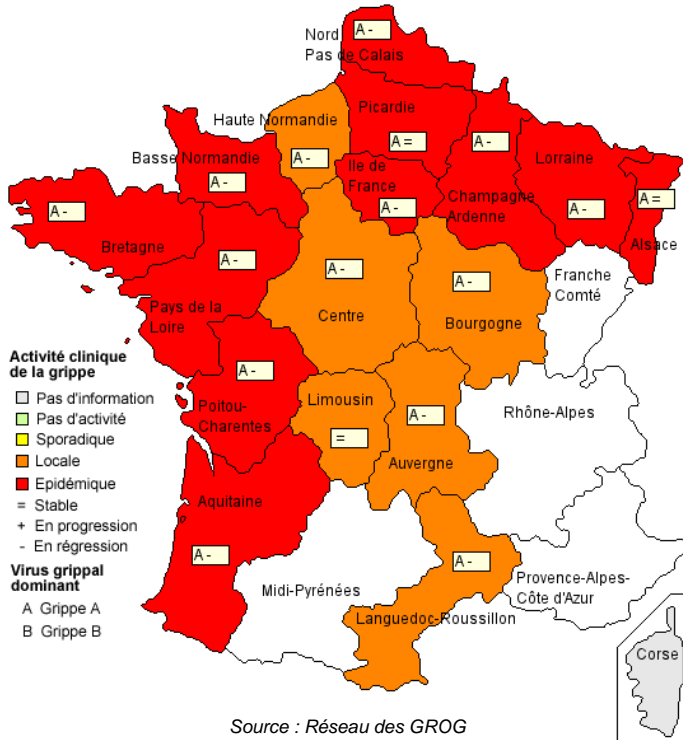 Nord
Pas de Calais
A -
Haute Normandie
A -
Picardie
A =
A -
Basse Normandie
A -
Ile de
France
A -
Champagne
Ardenne
Lorraine
A -
A =
Alsace
A -
Bretagne
A -
Pays de la
Loire
A -
Centre
A -
Bourgogne
Franche
Comté
A -
Poitou-
Charentes
Limousin
=
A -
Auvergne
Rhône-Alpes
Aquitaine
A -
Midi-Pyrénées
A -
Languedoc-Roussillon
Provence-Alpes-
Côte d'Azur
Corse
Activité clinique
de la grippe
Pas d'information
Pas d'activité
Sporadique
Locale
Epidémique
= Stable
+ En progression
- En régression
Virus grippal
dominant
A Grippe A
B Grippe B
Source : Réseau des GROG